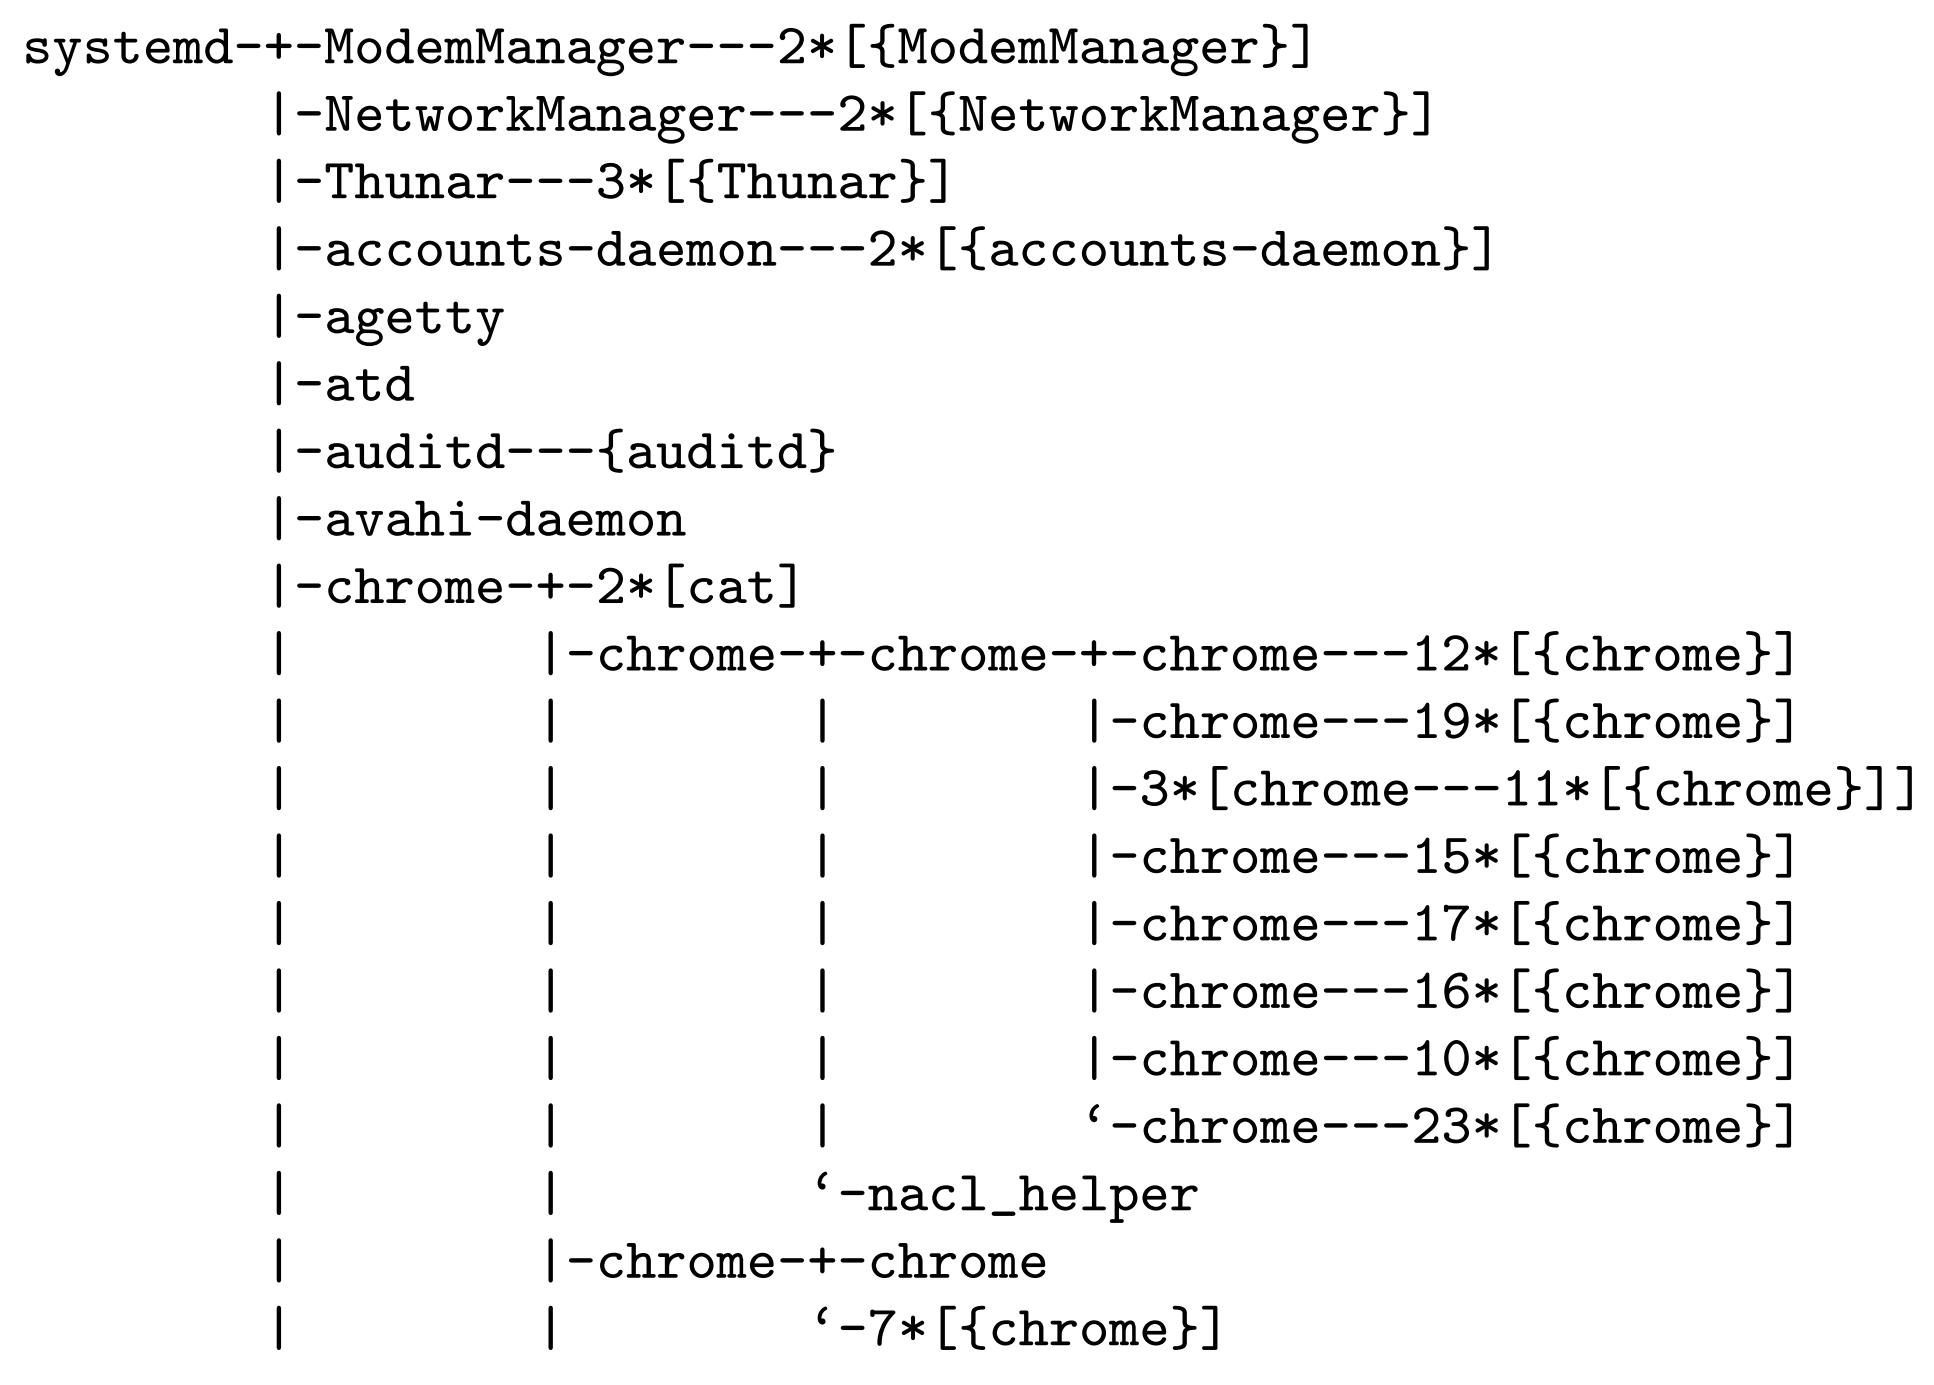 systemd-+-ModemManager---2*[{ModemManager}]
        |-NetworkManager---2*[{NetworkManager}]
        |-Thunar---3*[{Thunar}]
        |-accounts-daemon---2*[{accounts-daemon}]
        |-agetty
        |-atd
        |-auditd---{auditd}
        |-avahi-daemon
        |-chrome-+-2*[cat]
        |        |-chrome-+-chrome-+-chrome---12*[{chrome}]
        |        |        |        |-chrome---19*[{chrome}]
        |        |        |        |-3*[chrome---11*[{chrome}]]
        |        |        |        |-chrome---15*[{chrome}]
        |        |        |        |-chrome---17*[{chrome}]
        |        |        |        |-chrome---16*[{chrome}]
        |        |        |        |-chrome---10*[{chrome}]
        |        |        |        ‘-chrome---23*[{chrome}]
        |        |        ‘-nacl_helper
        |        |-chrome-+-chrome
        |        |        ‘-7*[{chrome}]